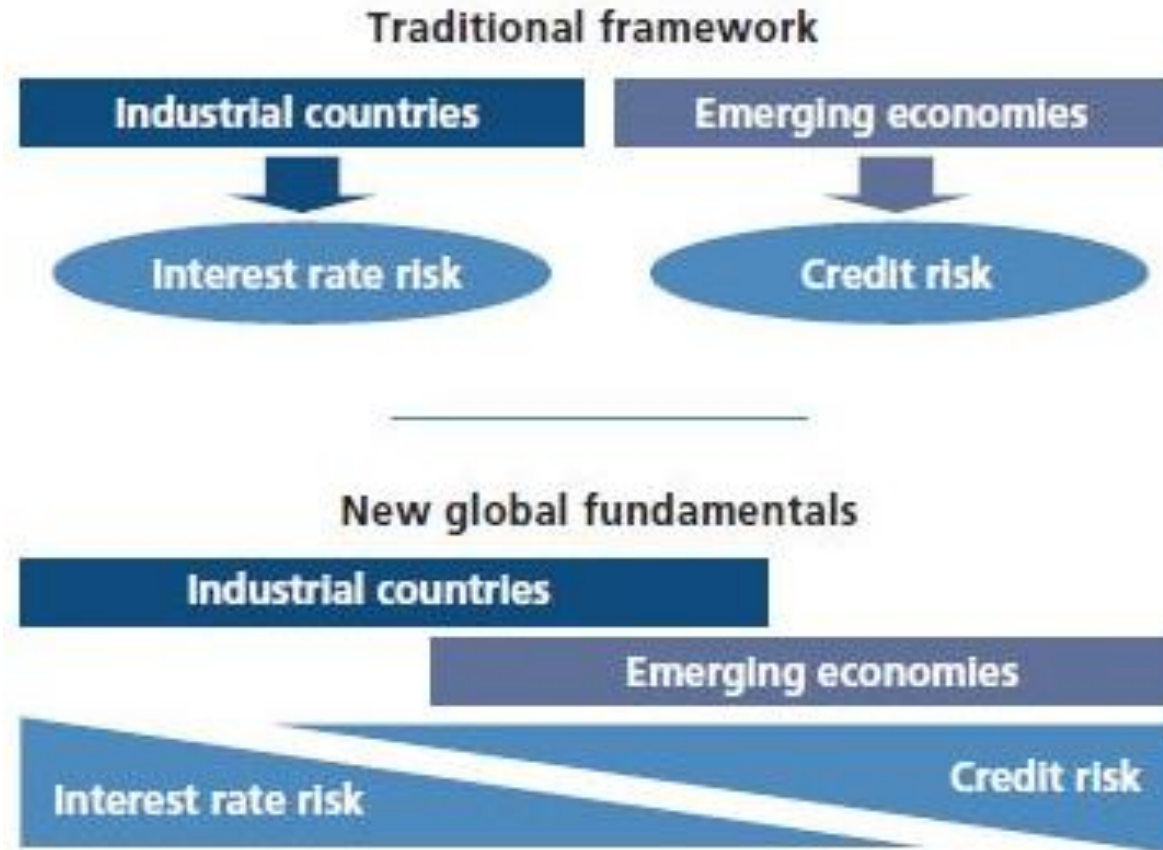 Traditional framework
Industrial countries
Emerging economies
Interest rate risk
Credit risk
New global fundamentals
Industrial countries
Emerging economies
Interest rate risk
Credit risk